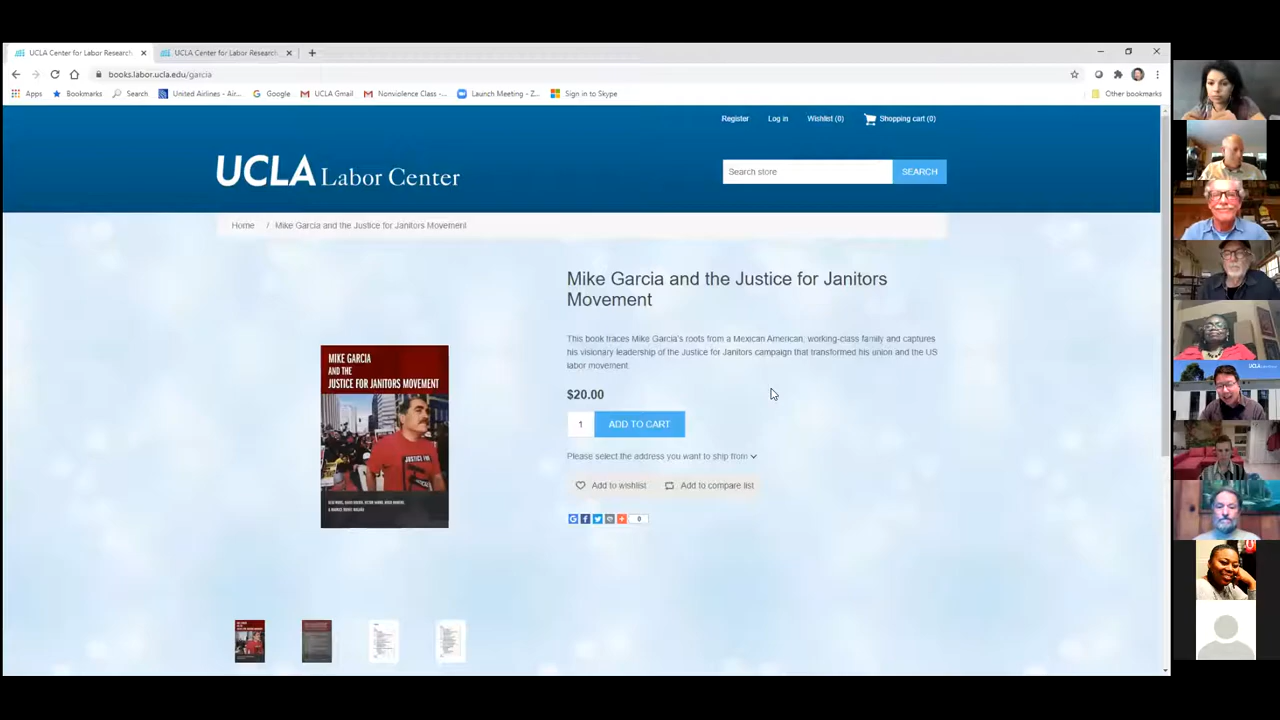 UCLA Center for Labor Research
UCLA Center for Labor Research
books.labor.ucla.edu/garcia
Apps
Bookmarks
Search
United Airlines - Air...
Google
UCLA Gmail
Nonviolence Class -...
Launch Meeting - Z...
Sign in to Skype
Other bookmarks
Register
Log in
Wishlist (0)
Shopping cart (0)
UCLA Labor Center
Search store
SEARCH
Home / Mike Garcia and the Justice for Janitors Movement
Mike Garcia and the Justice for Janitors
Movement
This book traces Mike Garcia's roots from a Mexican American, working-class family and captures
his visionary leadership of the Justice for Janitors campaign that transformed his union and the US
labor movement.
$20.00
1
ADD TO CART
Please select the address you want to ship from
Add to wishlist
Add to compare list
0
MIKE GARCIA
AND THE
JUSTICE FOR JANITORS MOVEMENT
JUSTICE FOR